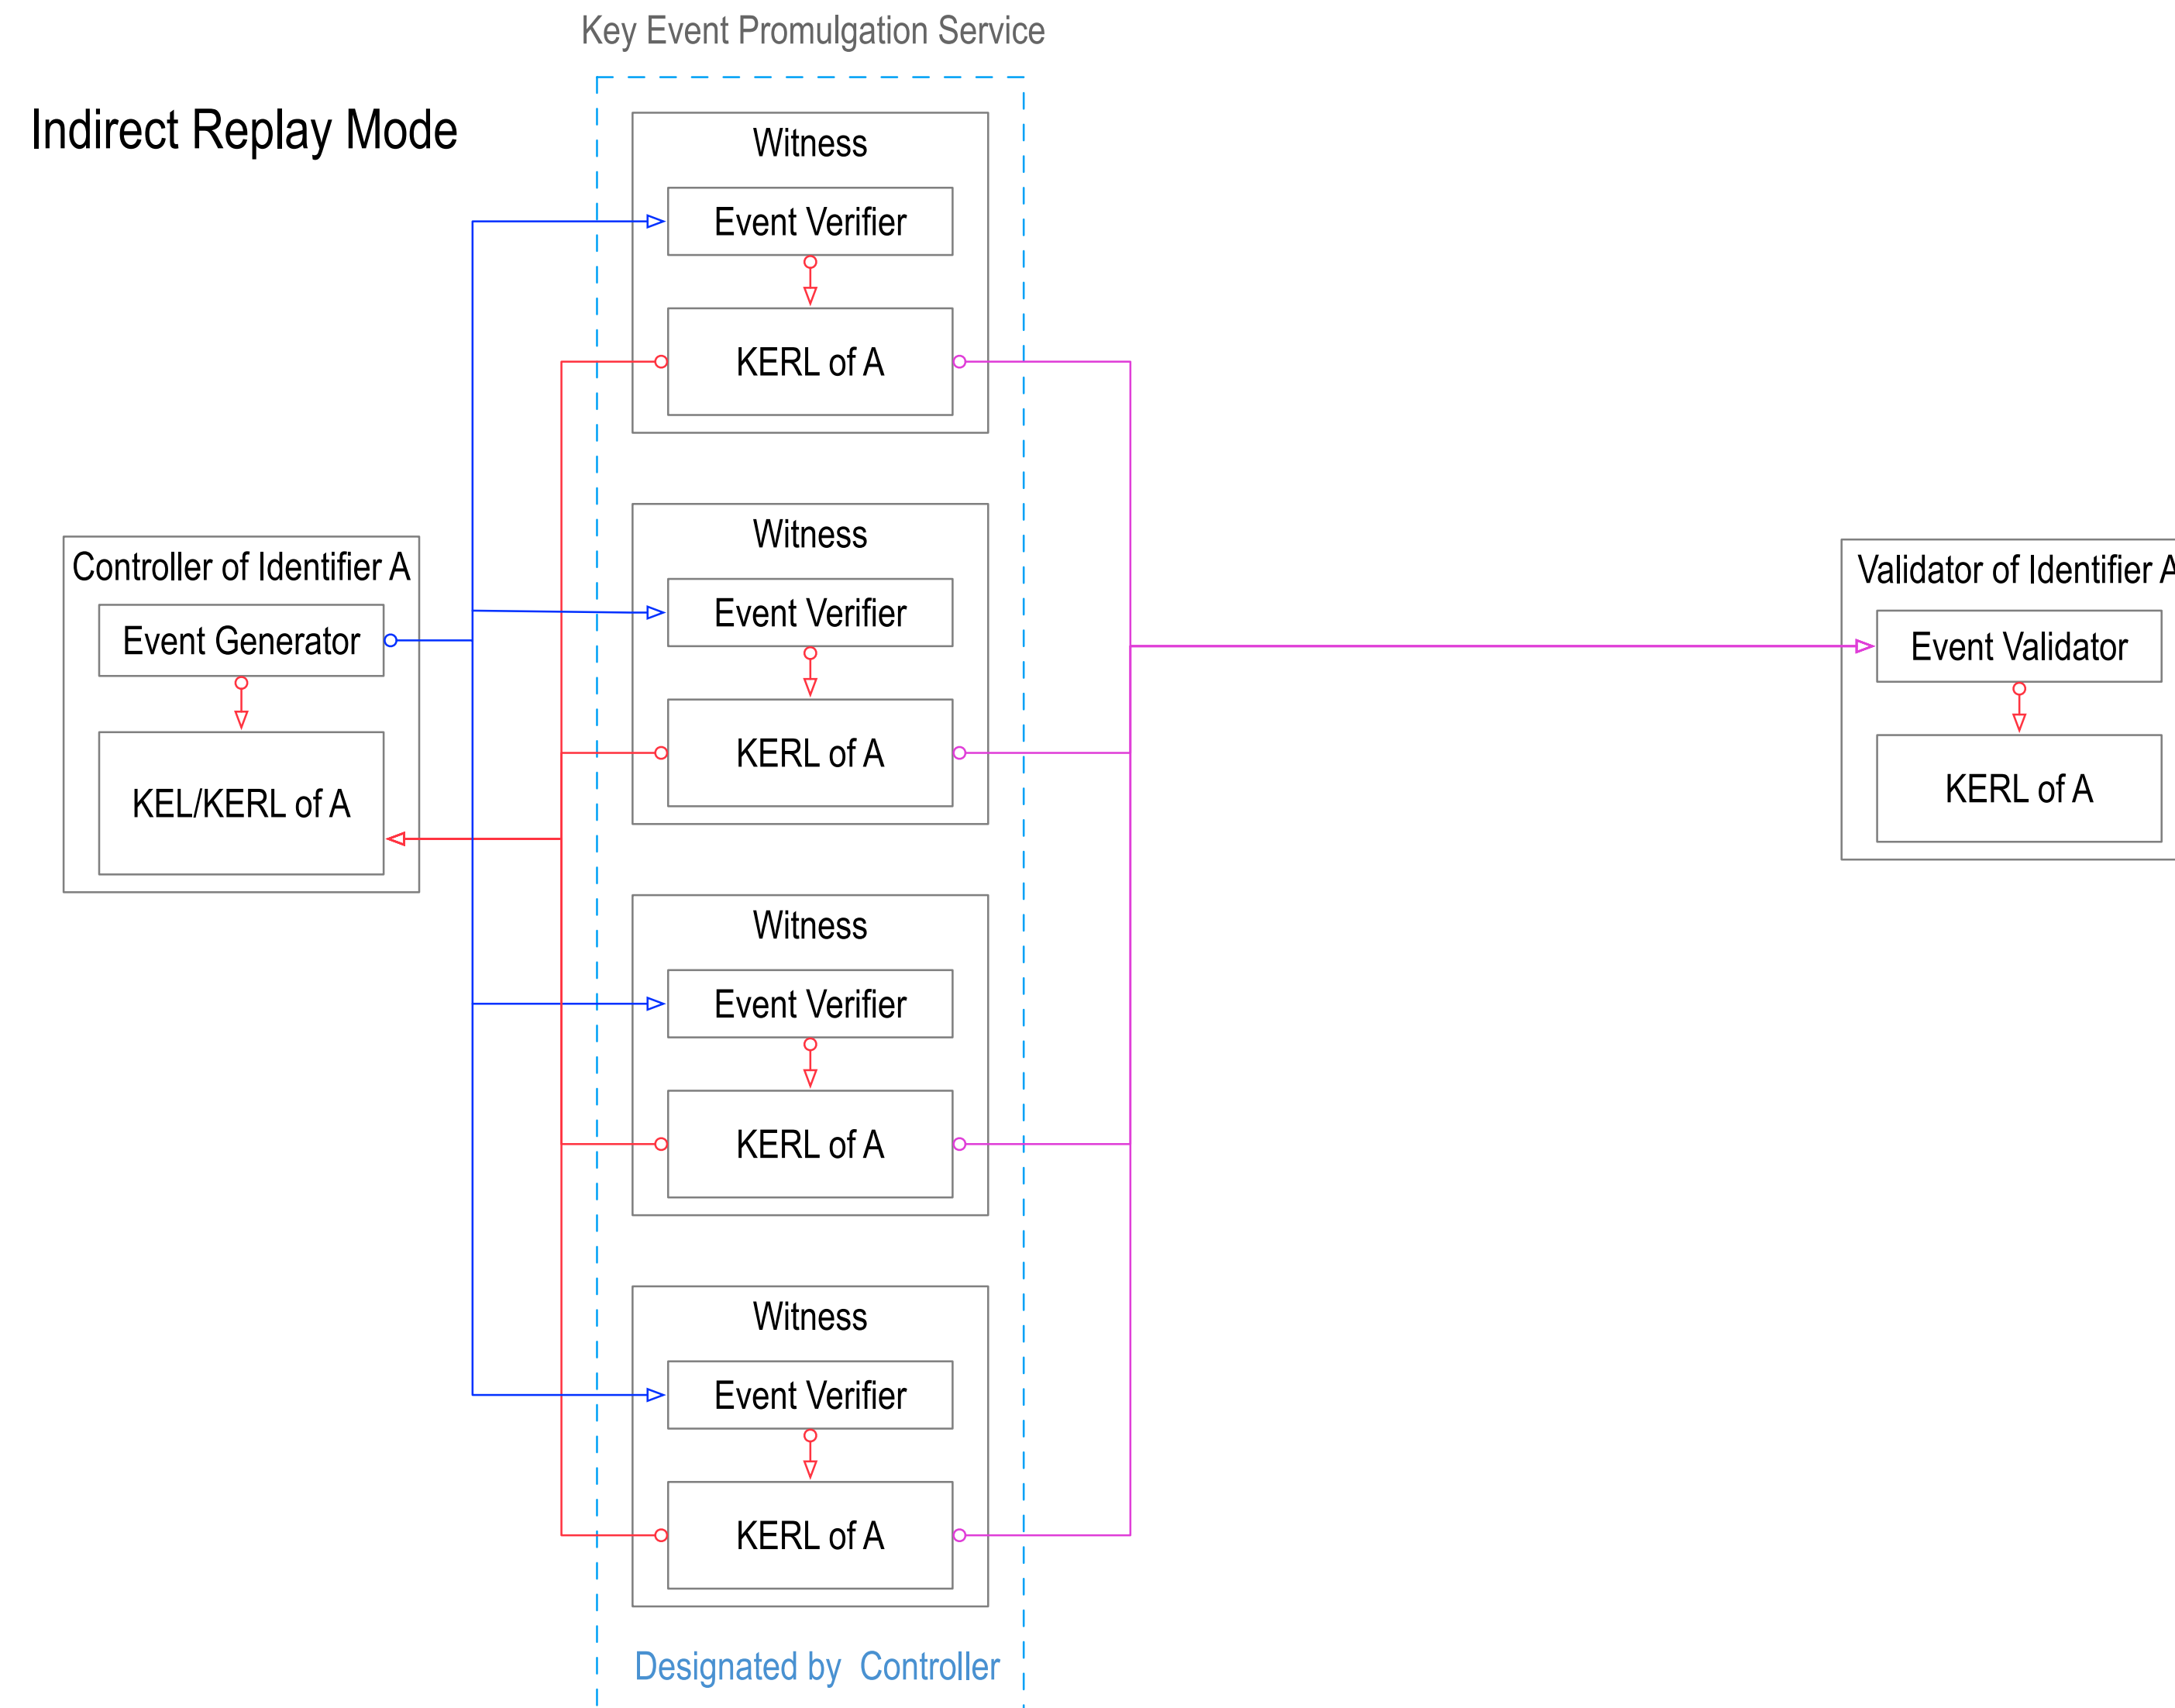 Key Event Promulgation Service
Indirect Replay Mode
Witness
Event Verifier
KERL of A
Witness
Event Verifier
KERL of A
Controller of Identifier A
Event Generator
KEL/KERL of A
Validator of Identifier A
Event Validator
KERL of A
Witness
Event Verifier
KERL of A
Witness
Event Verifier
KERL of A
Designated by  Controller